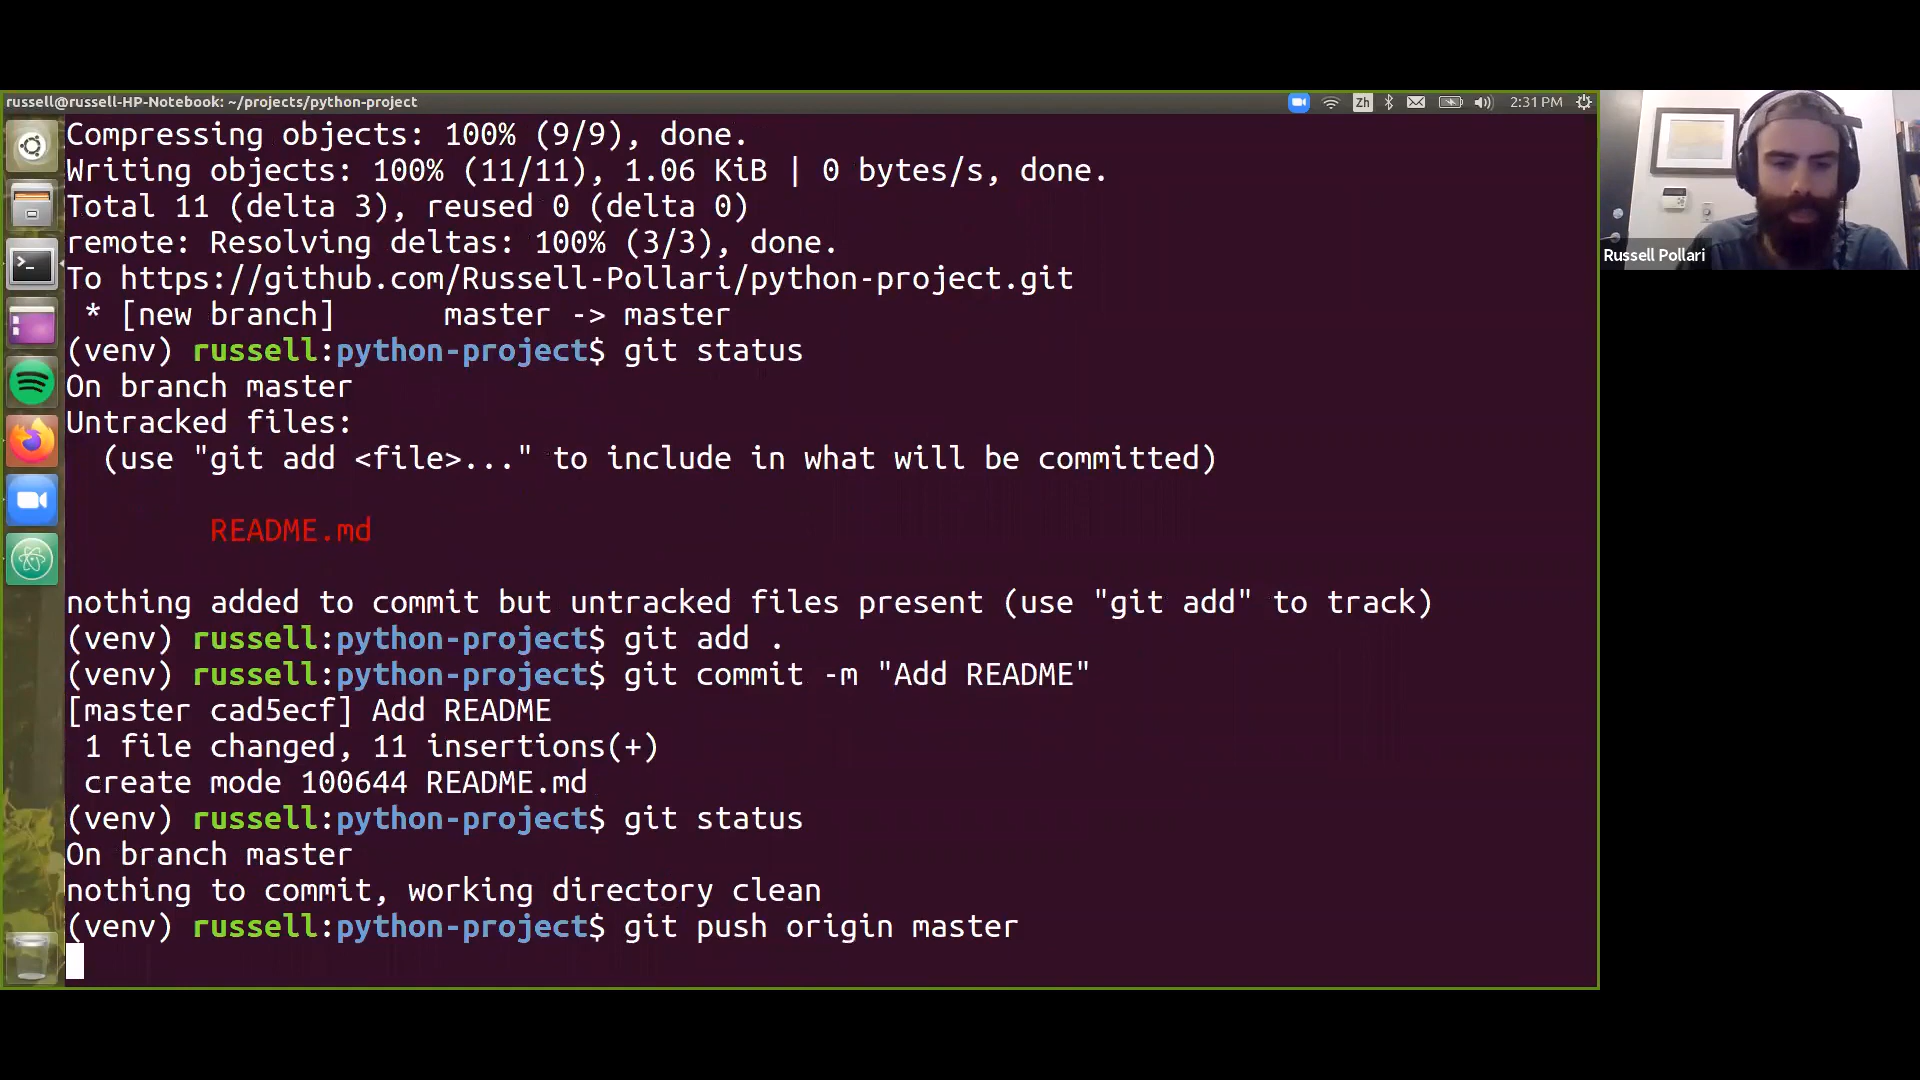 russell@russell-HP-Notebook: ~/projects/python-project
Zh
2:31 PM
Compressing objects: 100% (9/9), done.
Writing objects: 100% (11/11), 1.06 KiB | 0 bytes/s, done.
Total 11 (delta 3), reused 0 (delta 0)
remote: Resolving deltas: 100% (3/3), done.
To https://github.com/Russell-Pollari/python-project.git
 * [new branch]      master -> master
(venv) russell:python-project$ git status
On branch master
Untracked files:
  (use "git add <file>..." to include in what will be committed)
        README.md
nothing added to commit but untracked files present (use "git add" to track)
(venv) russell:python-project$ git add .
(venv) russell:python-project$ git commit -m "Add README"
[master cad5ecf] Add README
 1 file changed, 11 insertions(+)
 create mode 100644 README.md
(venv) russell:python-project$ git status
On branch master
nothing to commit, working directory clean
(venv) russell:python-project$ git push origin master
Russell Pollari